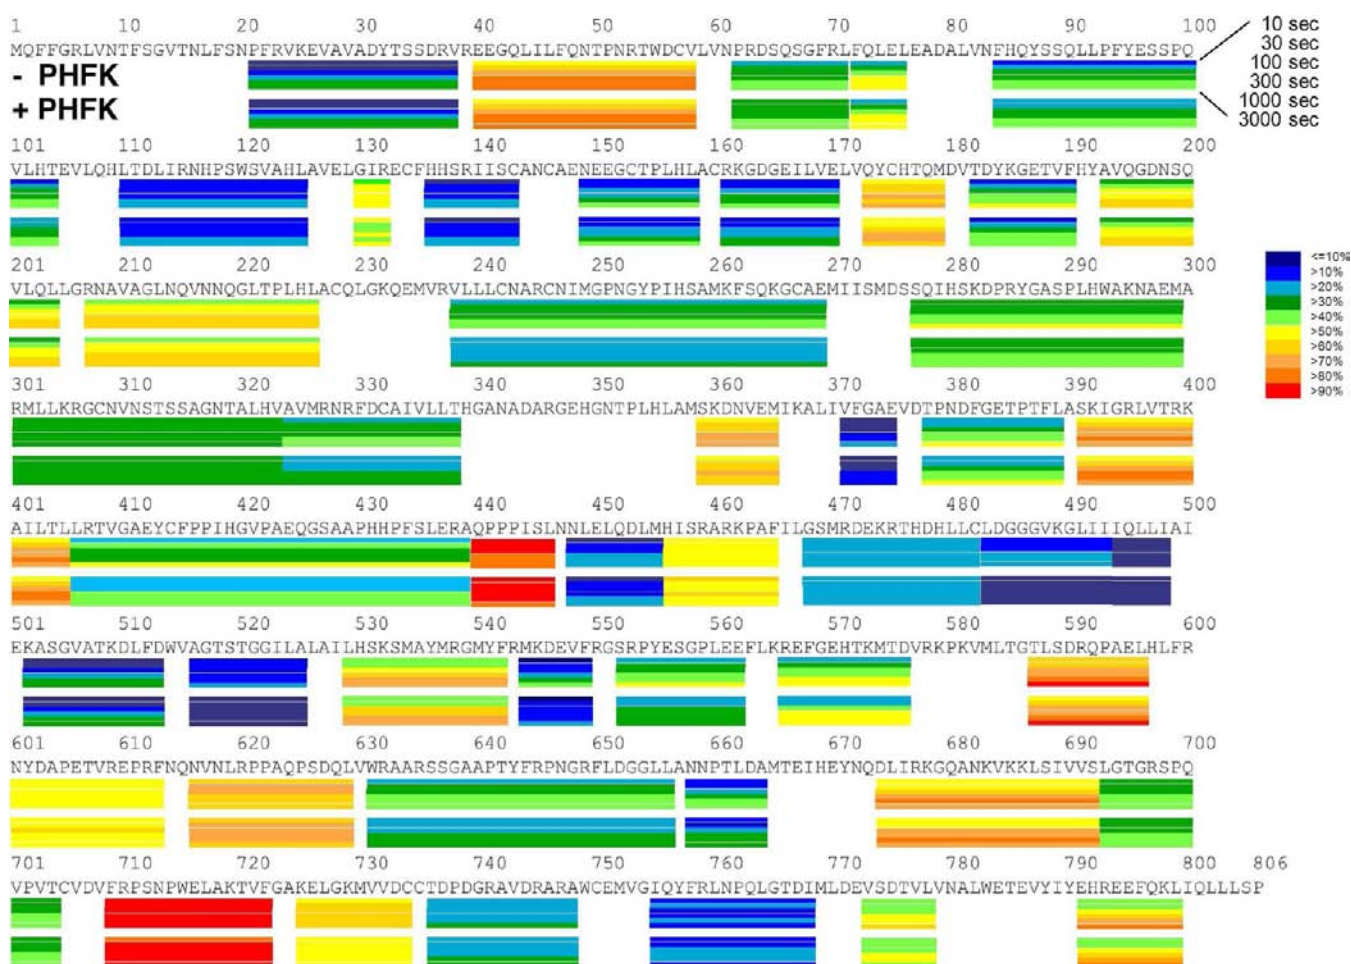 1 10 20 30 40 50 60 70 80 90 100
MQFFGRLVNTFSGVTNLFSNPFRVKEVAVADYTSSDRVREEGQLILFQNTPNRTWDCVLVNPRDSQSGFRLFQLELEADALVNFHQYSSQLLPFYESSPQ
- PHFK
+ PHFK
10 sec
30 sec
100 sec
300 sec
1000 sec
3000 sec
101 110 120 130 140 150 160 170 180 190 200
VLHTEVLQHLTDLIRNHPSWSVAHLAVELGIRECFHHSRIISCANCAENEEGCTPLHLACRKGDGEILVELVQYCHTQMDVTDYKGETVFHYAVQGDNSQ
201 210 220 230 240 250 260 270 280 290 300
VLQLLGRNAVAGLNQVNNQGLTPLHLACQLGKQEMVRVLLLCNARCNIMGPNGYPIHSAMKFSQKGCAEMIISMDSSQIHSKDPRYGASPLHWAKNAEMA
<=10%
>10%
>20%
>30%
>40%
>50%
>60%
>70%
>80%
>90%
301 310 320 330 340 350 360 370 380 390 400
RMLLKRGCNVNSTSSAGNTALHVAVMRNRFDCAIVLLTHGANADARGEHGNTPLHLAMSKDNVEMIKALIVFGAEVDTPNDFGETPTFLASKIGRLVTRK
401 410 420 430 440 450 460 470 480 490 500
AILTLLRTVGAEYCFPPIHGVPAEQGSAAPHHPFSLERAQPPPISLNNLELQDLMHISRARKPAFILGSMRDEKRTHDHLLCLDGGGVKGLIIIQLLIAI
501 510 520 530 540 550 560 570 580 590 600
EKASGVATKDLFDWVAGTSTGGILALAILHSKSMAYMRGMYFRMKDEVFRGSRPYESGPLEEFLKREFGEHTKMTDVRKPKVMLTGTLSDRQPAELHLFR
601 610 620 630 640 650 660 670 680 690 700
NYDAPETVREPRFNQNVNLRPPAQPSDQLVWRAARSSGAAPTYFRPNGRFLDGGLLANNPTLDAMTEIHEYNQDLIRKGQANKVKKLSIVVSLGTGRSPQ
701 710 720 730 740 750 760 770 780 790 800 806
VPVTCVDVFRPSNPWELAKTVFGAKELGKMVVDCCTDPDGRAVDRARAWCEMVGIQYFRLNPQLGTDIMLDEVSDTVLVNALWETEVYIYEHREEFQKLIQLLLSP